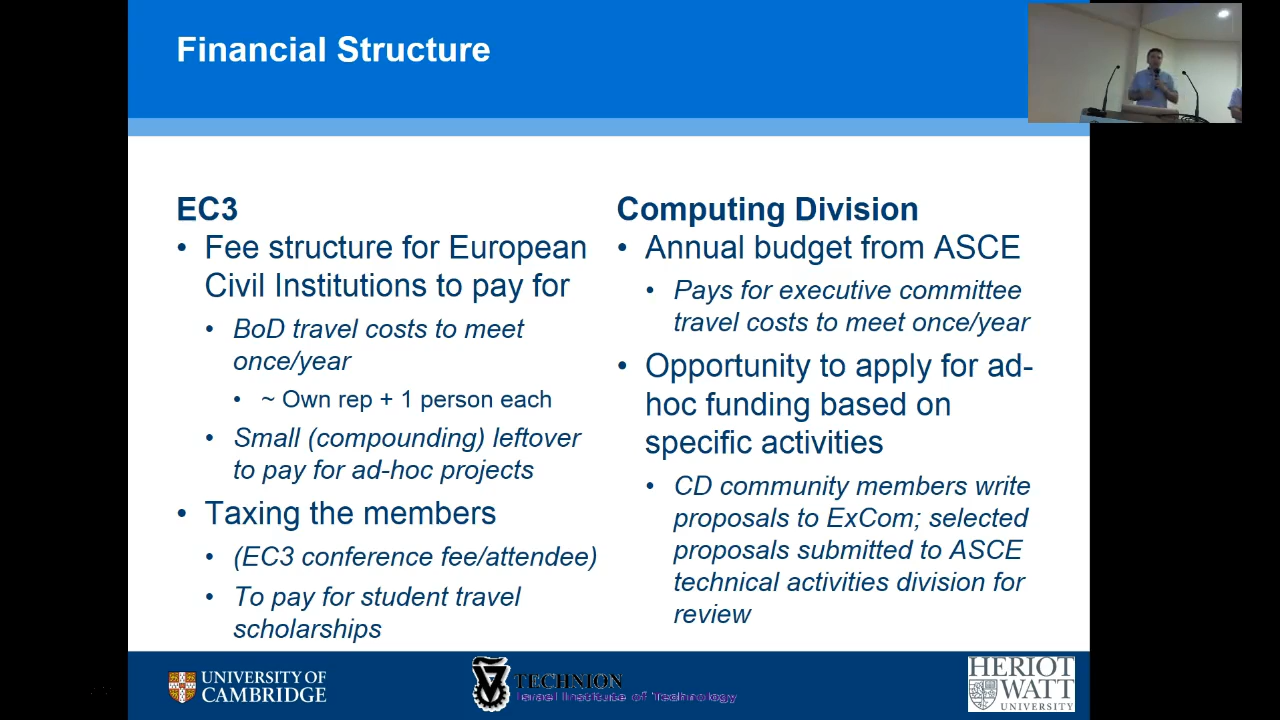 Financial Structure
EC3
• Fee structure for European
Civil Institutions to pay for
• BoD travel costs to meet
once/year
• ~ Own rep + 1 person each
• Small (compounding) leftover
to pay for ad-hoc projects
• Taxing the members
• (EC3 conference fee/attendee)
• To pay for student travel
scholarships
Computing Division
• Annual budget from ASCE
• Pays for executive committee
travel costs to meet once/year
• Opportunity to apply for ad-
hoc funding based on
specific activities
• CD community members write
proposals to ExCom; selected
proposals submitted to ASCE
technical activities division for
review
UNIVERSITY OF
CAMBRIDGE
TECHNION
Israel Institute of Technology
HERIOT
WATT
UNIVERSITY